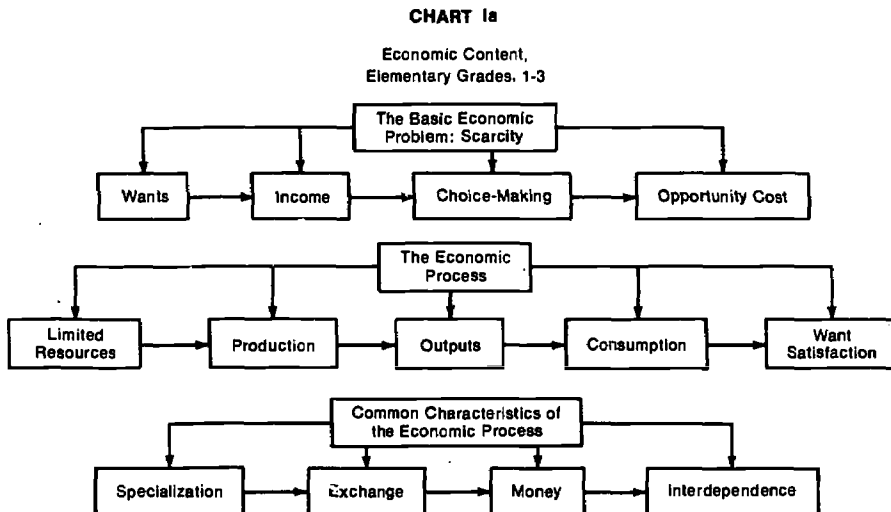 CHART Ia
Economic Content,
Elementary Grades, 1-3
The Basic Economic
Problem: Scarcity
Wants
Income
Choice-Making
Opportunity Cost
The Economic
Process
Limited
Resources
Production
Outputs
Consumption
Want
Satisfaction
Common Characteristics of
the Economic Process
Specialization
Exchange
Money
Interdependence